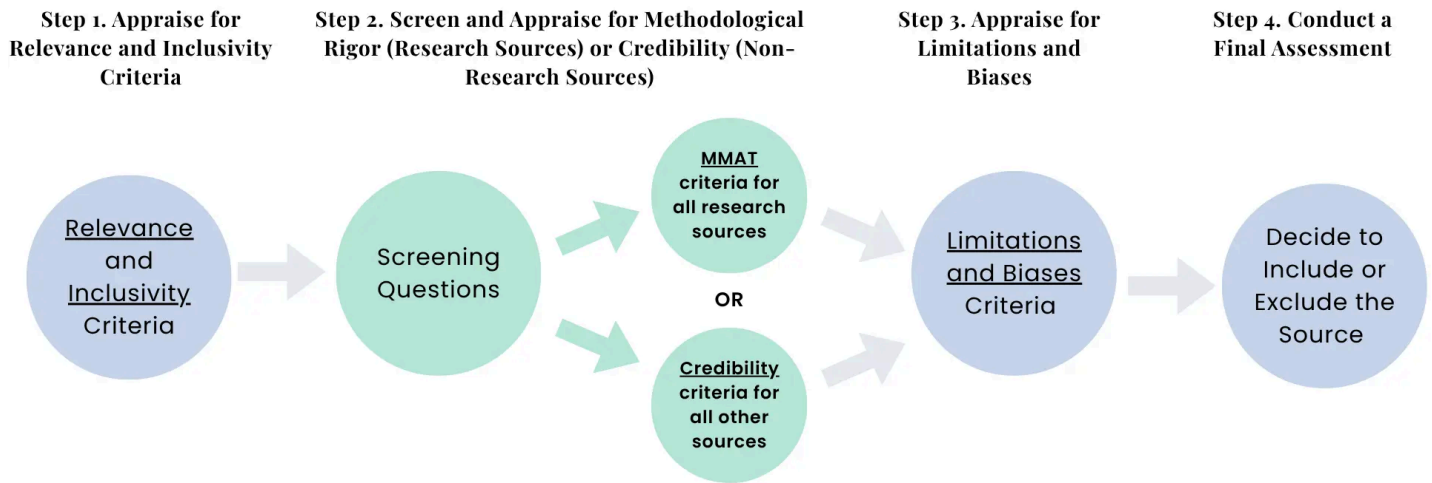 Step 1. Appraise for
Relevance and Inclusivity
Criteria
Step 2. Screen and Appraise for Methodological
Rigor (Research Sources) or Credibility (Non-
Research Sources)
Step 3. Appraise for
Limitations and
Biases
Step 4. Conduct a
Final Assessment
Relevance
and
Inclusivity
Criteria
Screening
Questions
MMAT
criteria for
all research
sources
OR
Credibility
criteria for
all other
sources
Limitations
and Biases
Criteria
Decide to
Include or
Exclude the
Source